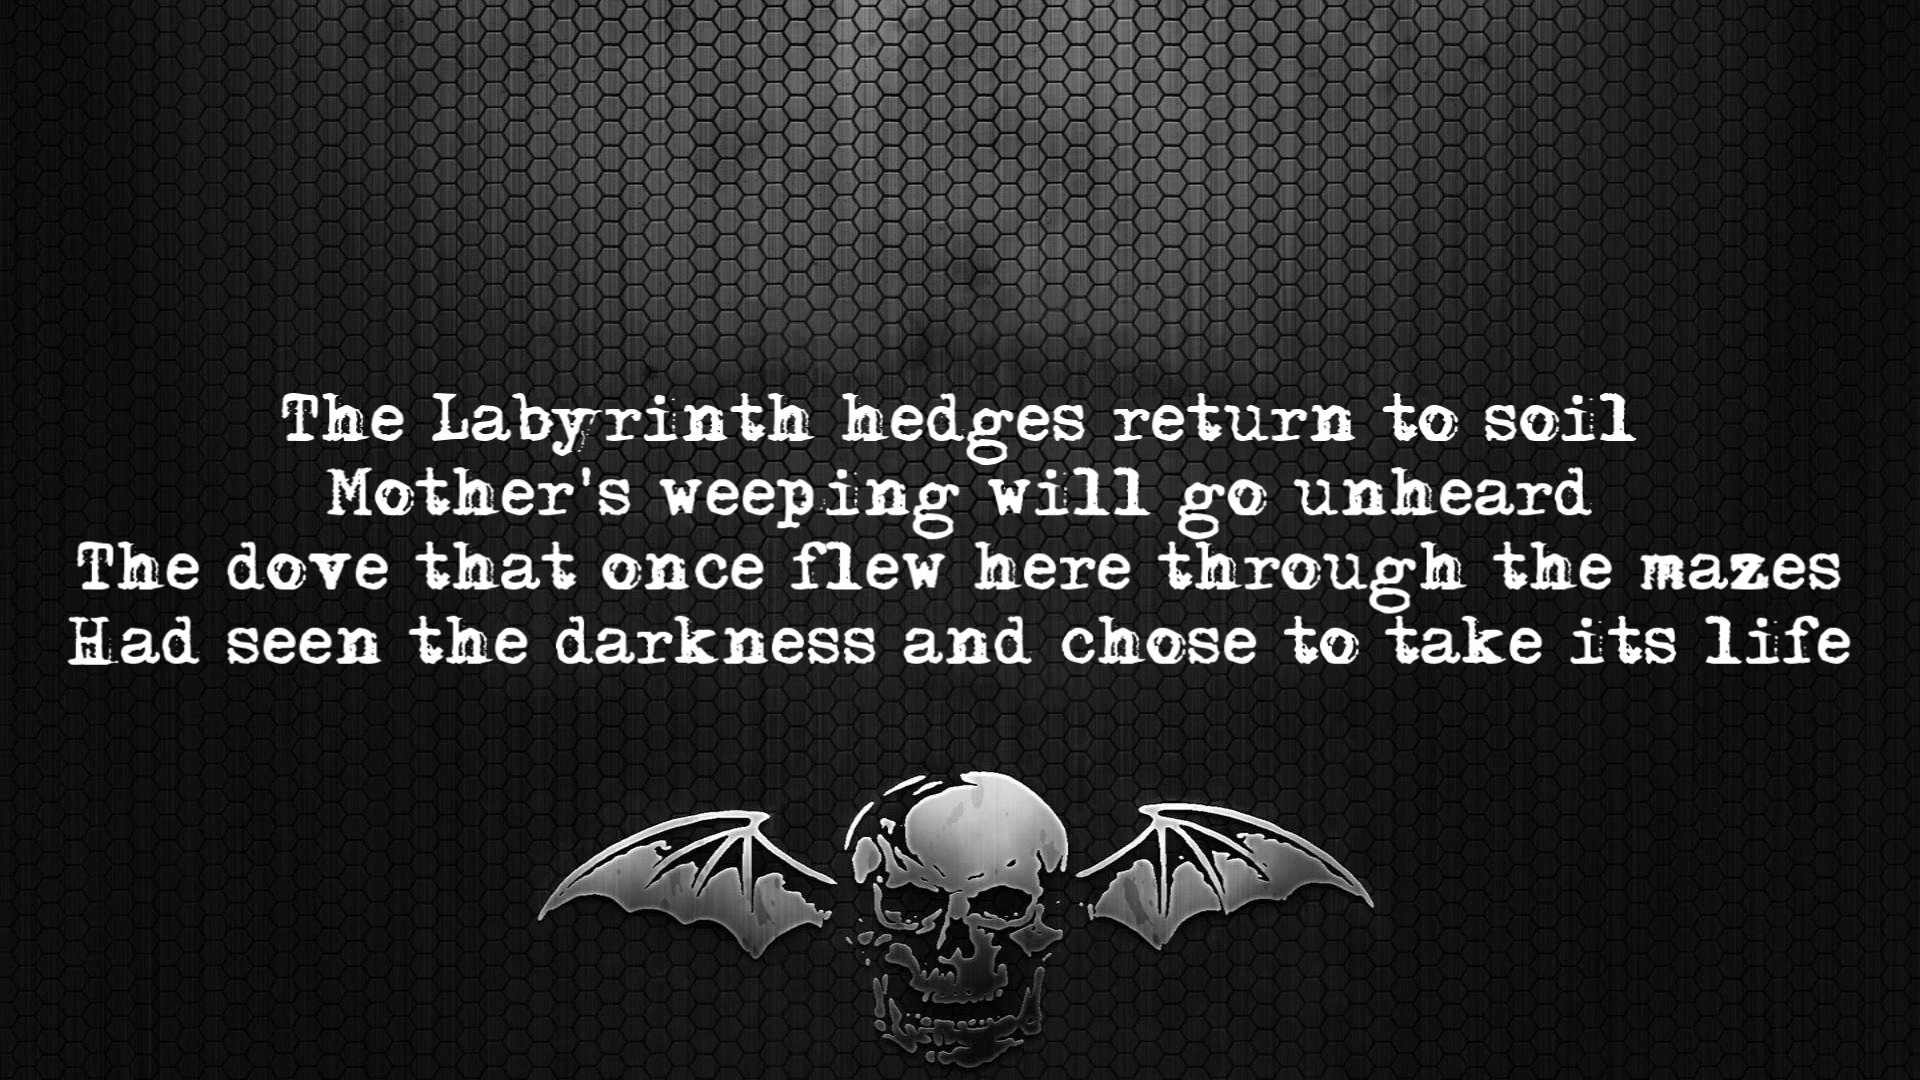 The Labyrinth hedges return to soil
Mother's weeping will go unheard
The dove that once flew here through the mazes
Had seen the darkness and chose to take its life